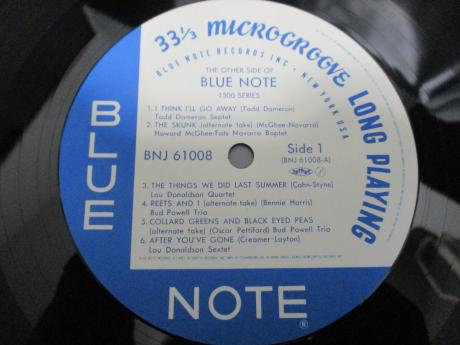 33 1/3 MICROGROOVE LONG PLAYING
BLUE NOTE RECORDS INC • NEW YORK USA
THE OTHER SIDE OF
BLUE NOTE
1500 SERIES
1. I THINK I'LL GO AWAY (Todd Dameron)
Todd Dameron Septet
2. THE SKUNK (alternate take) (McGhee-Navarro)
Howard McGhee-Fats Navarro Boptet
BNJ 61008
Side 1
(BNJ 61008-A)
3. THE THINGS WE DID LAST SUMMER (Cahn-Styne)
Lou Donaldson Quartet
4. REETS AND I (alternate take) (Bennie Harris)
Bud Powell Trio
5. COLLARD GREENS AND BLACK EYED PEAS
(alternate take) (Oscar Pettiford) Bud Powell Trio
6. AFTER YOU'VE GONE (Creamer-Layton)
Lou Donaldson Sextet
BLUE
NOTE
®